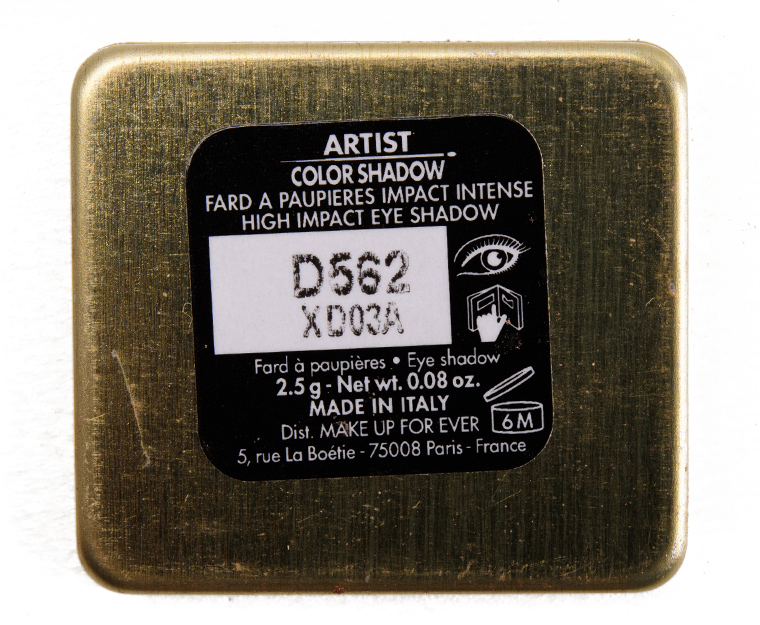 ARTIST
COLOR SHADOW
FARD A PAUPIERES IMPACT INTENSE
HIGH IMPACT EYE SHADOW
D562
XD03A
Fard à paupières • Eye shadow
2.5 g - Net wt. 0.08 oz.
MADE IN ITALY
Dist. MAKE UP FOR EVER
6M
5, rue La Boétie - 75008 Paris - France